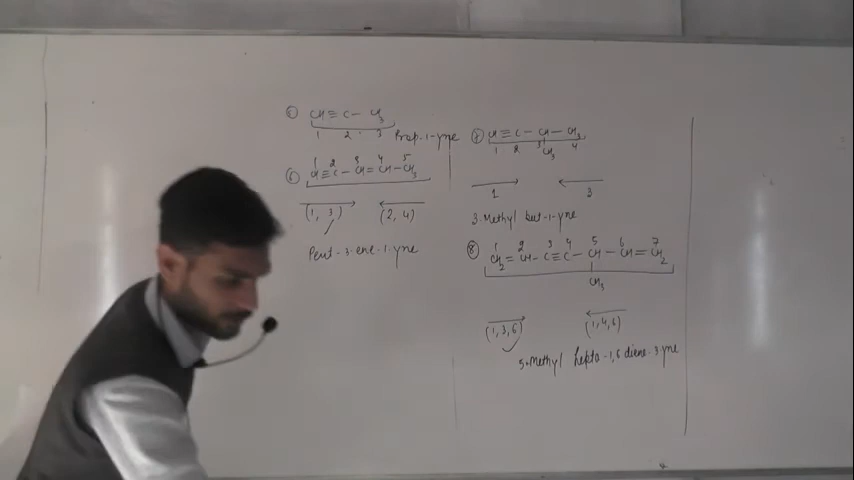 ⑤ CH ≡ C - CH3
1 2 3 Prop-1-yne
⑥ 1 2 3 4 5
CH ≡ C - CH = CH - CH3
(1, 3) (2, 4)
Pent-3-ene-1-yne
⑦ CH ≡ C - CH - CH3
1 2 3 CH3 4
1 3
3-Methyl but-1-yne
⑧ 1 2 3 4 5 6 7
CH2 = CH - C ≡ C - CH - CH = CH2
CH3
(1, 3, 6) (1, 4, 6)
5-Methyl hepta-1,6 diene-3-yne